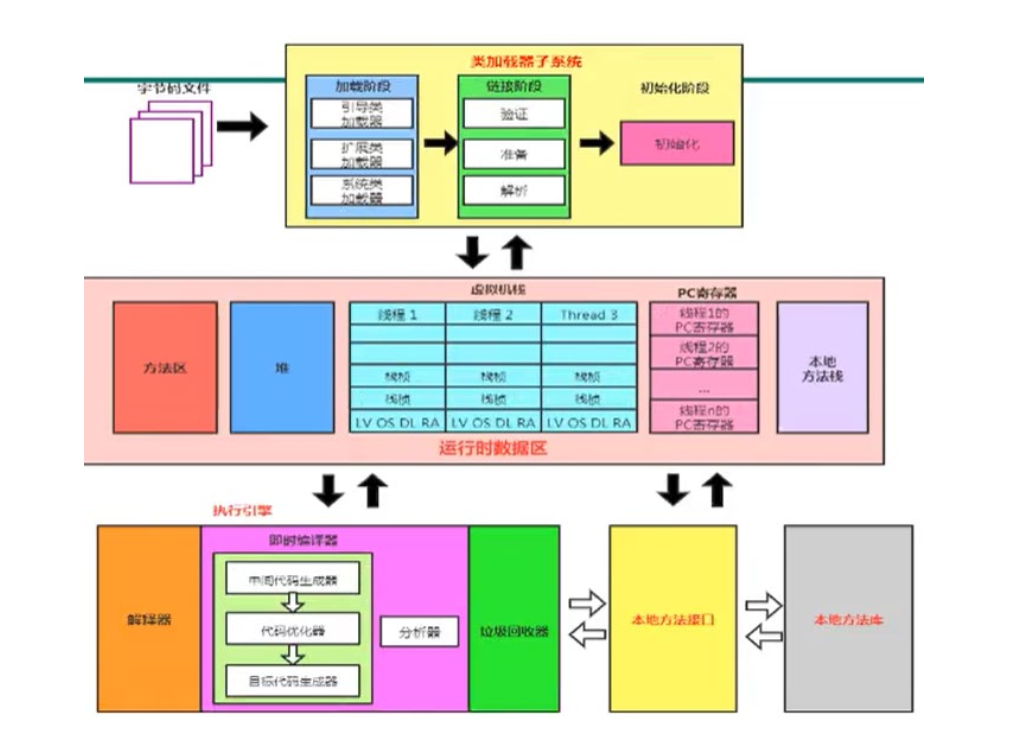 类加载器子系统
字节码文件
加载阶段
引导类
加载器
扩展类
加载器
系统类
加载器
链接阶段
验证
准备
解析
初始化阶段
初始化
虚拟机栈
PC寄存器
方法区
堆
线程 1
线程 2
Thread 3
栈桢
栈桢
栈桢
栈桢
栈桢
栈桢
LV OS DL RA
LV OS DL RA
LV OS DL RA
线程1的
PC寄存器
线程2的
PC寄存器
...
线程n的
PC寄存器
本地
方法栈
运行时数据区
执行引擎
解释器
即时编译器
中间代码生成器
代码优化器
目标代码生成器
分析器
垃圾回收器
本地方法接口
本地方法库